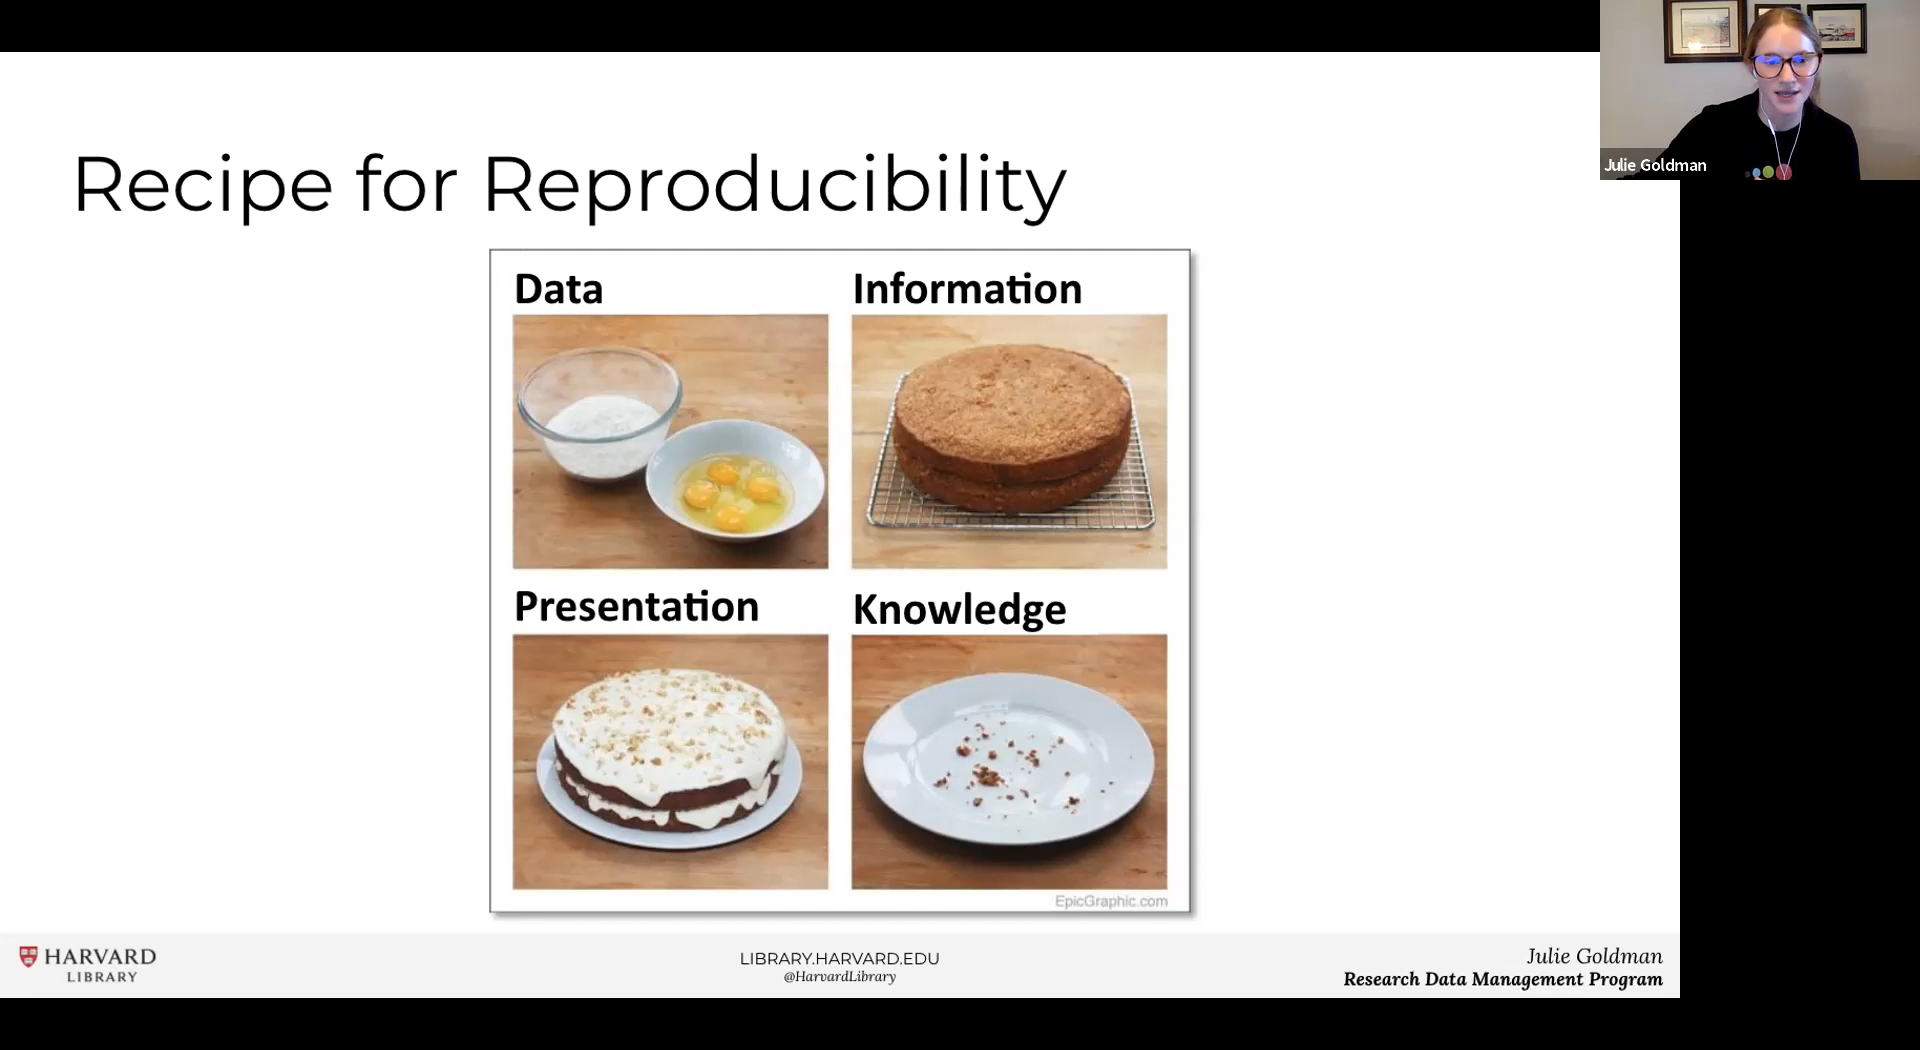 Recipe for Reproducibility
Data
Information
Presentation
Knowledge
EpicGraphic.com
HARVARD
LIBRARY
LIBRARY.HARVARD.EDU
@HarvardLibrary
Julie Goldman
Research Data Management Program
Julie Goldman